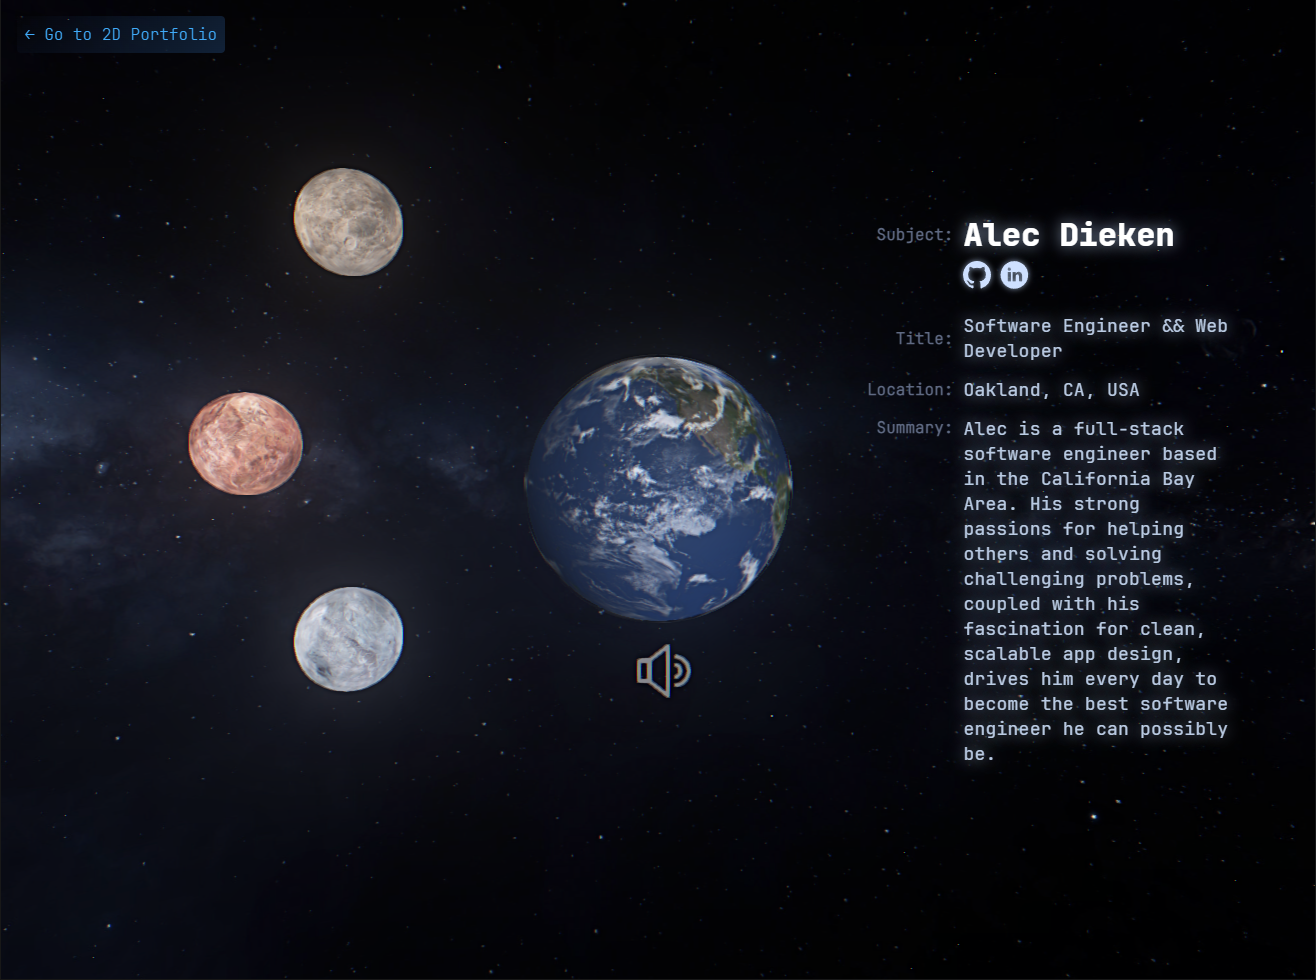 ← Go to 2D Portfolio
Subject: Alec Dieken
in
Title: Software Engineer && Web
Developer
Location: Oakland, CA, USA
Summary: Alec is a full-stack
software engineer based
in the California Bay
Area. His strong
passions for helping
others and solving
challenging problems,
coupled with his
fascination for clean,
scalable app design,
drives him every day to
become the best software
engineer he can possibly
be.